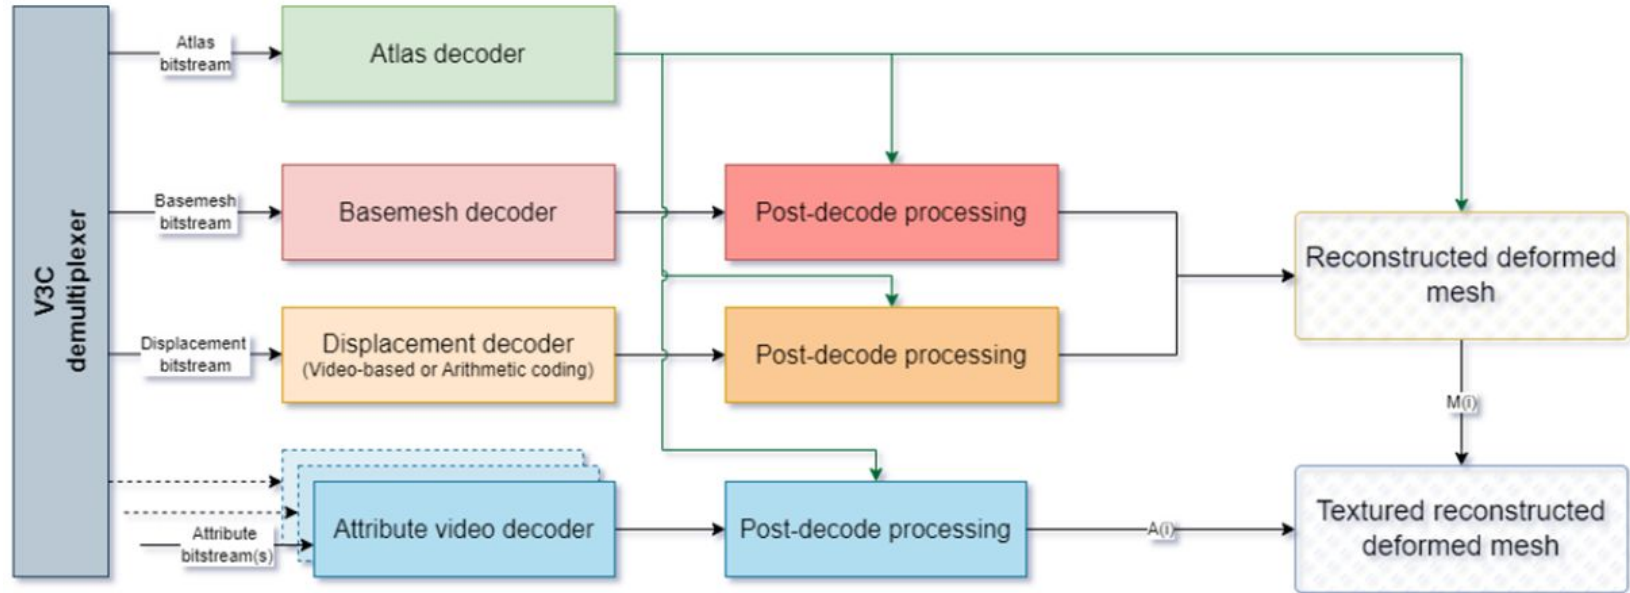 V3C
demultiplexer
Atlas
bitstream
Atlas decoder
Basemesh
bitstream
Basemesh decoder
Post-decode processing
Reconstructed deformed
mesh
Displacement
bitstream
Displacement decoder
(Video-based or Arithmetic coding)
Post-decode processing
M(i)
Attribute
bitstream(s)
Attribute video decoder
Post-decode processing
A(i)
Textured reconstructed
deformed mesh